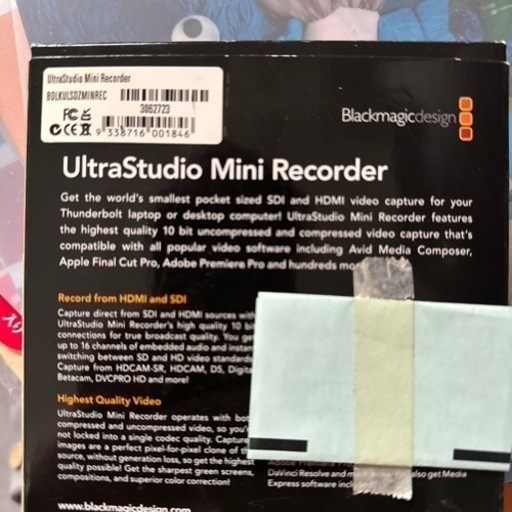 UltraStudio Mini Recorder
BDLKULSDZMINREC
3062723
FC CE
9 338716 001846
Blackmagicdesign
UltraStudio Mini Recorder
Get the world's smallest pocket sized SDI and HDMI video capture for your
Thunderbolt laptop or desktop computer! UltraStudio Mini Recorder features
the highest quality 10 bit uncompressed and compressed video capture that's
compatible with all popular video software including Avid Media Composer,
Apple Final Cut Pro, Adobe Premiere Pro and hundreds
Record from HDMI and SDI
Capture direct from SDI and HDMI sources with
UltraStudio Mini Recorder's high quality 10 bit
connections for true broadcast quality. You get
up to 16 channels of embedded audio and instant
switching between SD and HD video standards.
Capture from HDCAM-SR, HDCAM, D5, Digital
Betacam, DVCPRO HD and more!
Highest Quality Video
UltraStudio Mini Recorder operates with both
compressed and uncompressed video, so you're
not locked into a single codec quality. Capture
images are a perfect pixel-for-pixel clone of the
source, without generation loss, so get the highest
quality possible! Get the sharpest green screens,
compositions, and superior color correction!
DaVinci Resolve and also get Media
Express software
www.blackmagicdesign.com